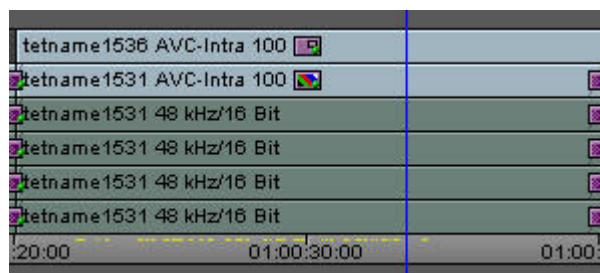 tetname1536 AVC-Intra 100
tetname1531 AVC-Intra 100
tetname1531 48 kHz/16 Bit
tetname1531 48 kHz/16 Bit
tetname1531 48 kHz/16 Bit
tetname1531 48 kHz/16 Bit
:20:00 01:00:30:00 01:00: